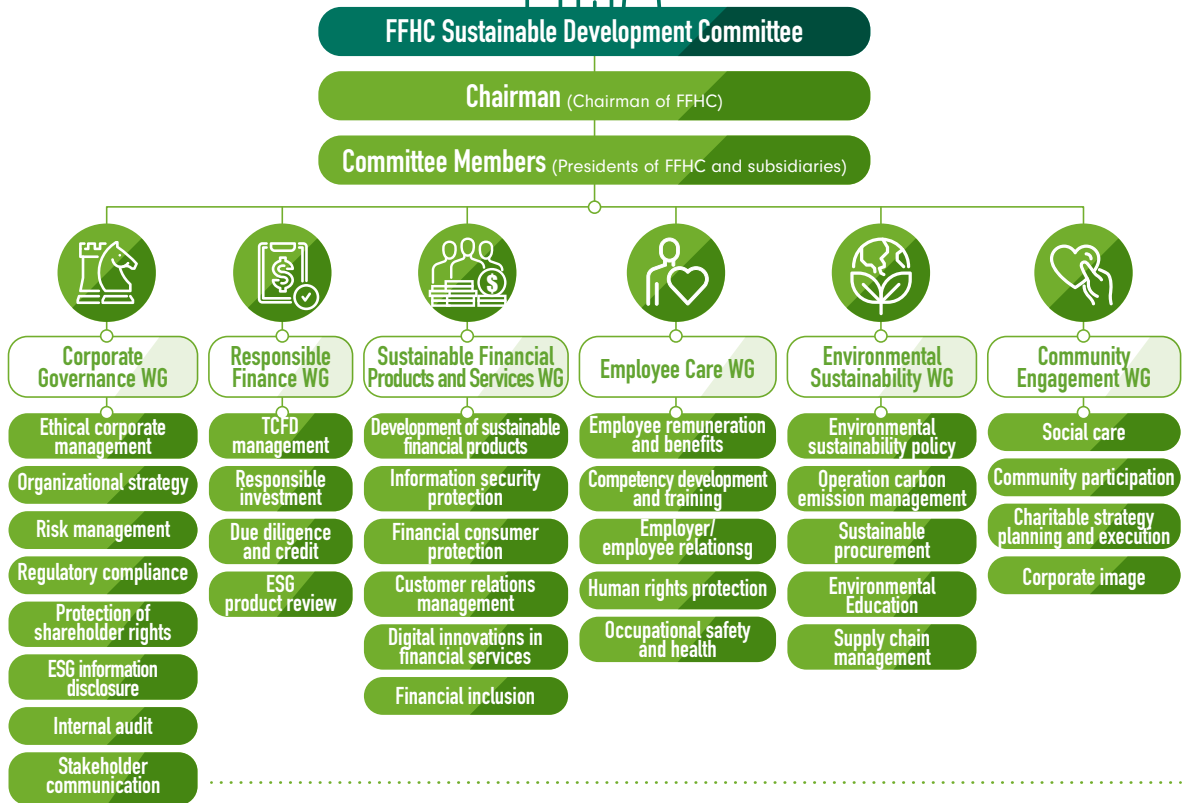 FFHC Sustainable Development Committee
Chairman (Chairman of FFHC)
Committee Members (Presidents of FFHC and subsidiaries)
Corporate
Governance WG
Ethical corporate
management
Organizational strategy
Risk management
Regulatory compliance
Protection of
shareholder rights
ESG information
disclosure
Internal audit
Stakeholder
communication
Responsible
Finance WG
TCFD
management
Responsible
investment
Due diligence
and credit
ESG
product review
Sustainable Financial
Products and Services WG
Development of sustainable
financial products
Information security
protection
Financial consumer
protection
Customer relations
management
Digital innovations in
financial services
Financial inclusion
Employee Care WG
Employee remuneration
and benefits
Competency development
and training
Employer/
employee relationsg
Human rights protection
Occupational safety
and health
Environmental
Sustainability WG
Environmental
sustainability policy
Operation carbon
emission management
Sustainable
procurement
Environmental
Education
Supply chain
management
Community
Engagement WG
Social care
Community participation
Charitable strategy
planning and execution
Corporate image